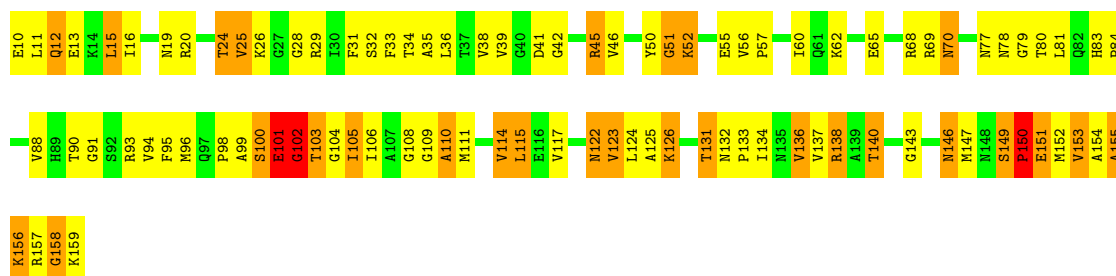 E10 L11 Q12 E13 K14 L15 I16 N19 R20 T24 V25 K26 G27 G28 R29 I30 F31 S32 F33 T34 A35 L36 T37 V38 V39 G40 D41 G42 R45 V46 Y50 G51 K52 E55 V56 P57 I60 Q61 K62 E65 R68 R69 N70 N77 N78 G79 T80 L81 Q82 H83 P84
V88 H89 T90 G91 S92 R93 V94 F95 M96 Q97 P98 A99 S100 E101 G102 T103 G104 I105 I106 A107 G108 G109 A110 M111 V114 L115 E116 V117 N122 V123 L124 A125 K126 T131 N132 P133 I134 N135 V136 V137 R138 A139 T140 G143 N146 M147 N148 S149 P150 E151 M152 V153 A154 A155
K156 R157 G158 K159